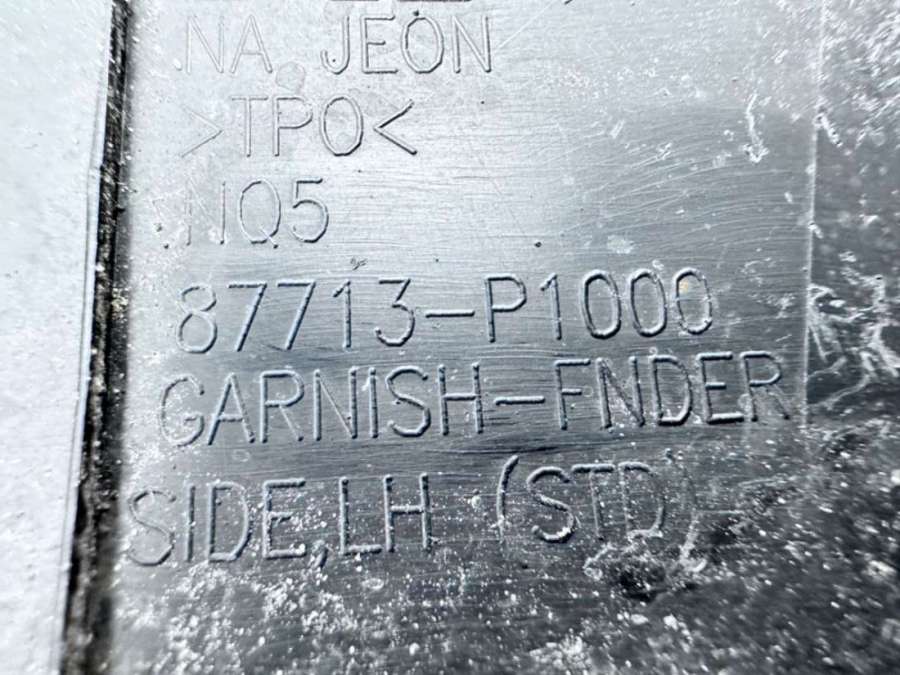 NA JEON
>TPO<
NQ5
87713-P1000
GARNISH-FNDER
SIDE,LH (STD)